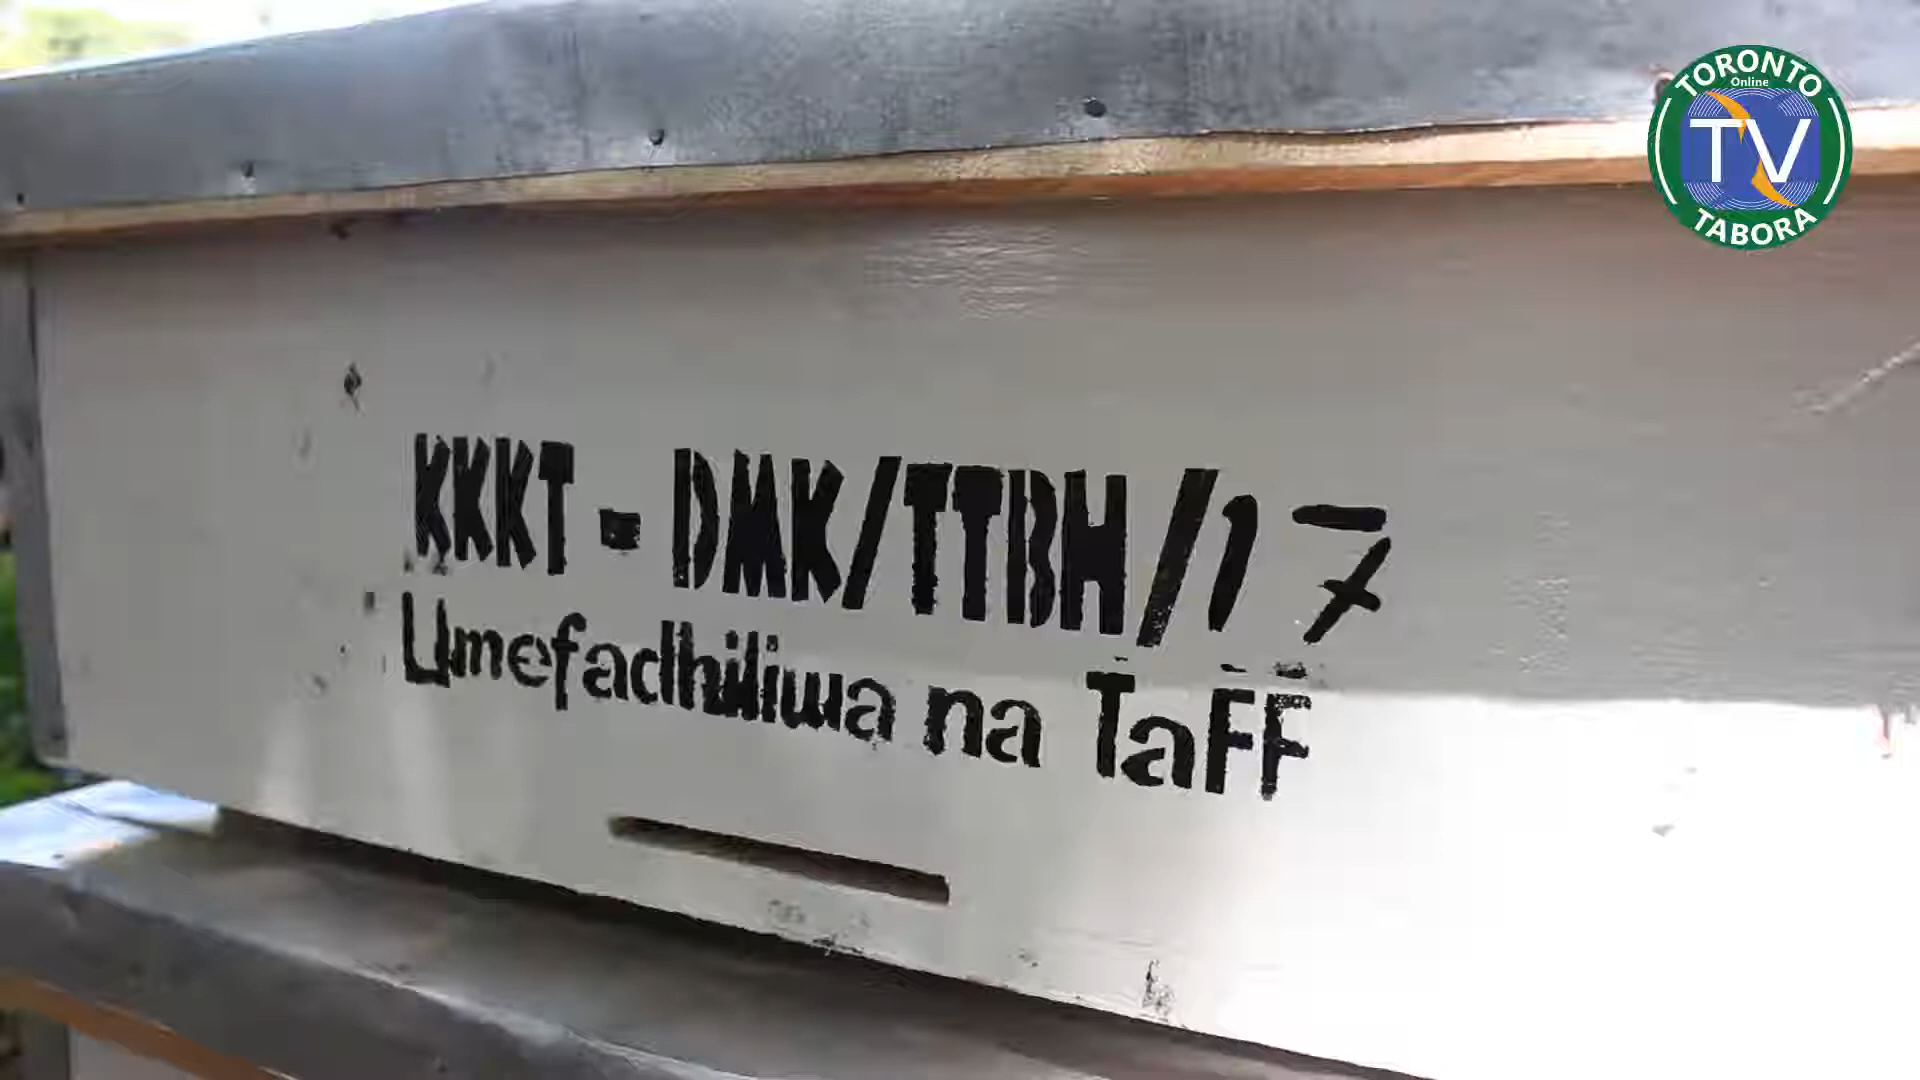 TORONTO
Online
TV
TABORA
KKKT - DMK/TTBH/17
Umefadhiliwa na TaFF